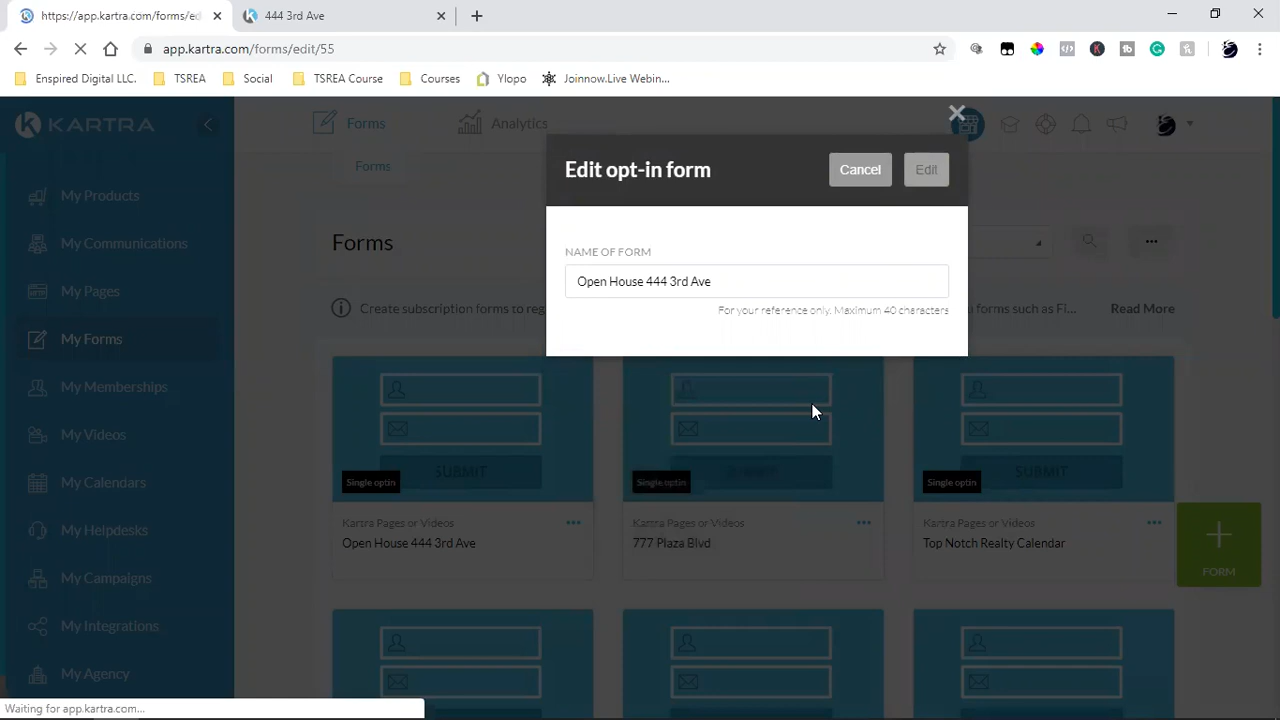 https://app.kartra.com/forms/ed
444 3rd Ave
app.kartra.com/forms/edit/55
Enspired Digital LLC.
TSREA
Social
TSREA Course
Courses
Ylopo
Joinnow.Live Webin...
KARTRA
Forms
Analytics
Forms
Edit opt-in form
Cancel
Edit
My Products
My Communications
My Pages
My Forms
My Memberships
My Videos
My Calendars
My Helpdesks
My Campaigns
My Integrations
My Agency
Forms
NAME OF FORM
Open House 444 3rd Ave
For your reference only. Maximum 40 characters
Create subscription forms to reg
u forms such as Fi...
Read More
SUBMIT
Single optin
Kartra Pages or Videos
Open House 444 3rd Ave
SUBMIT
Single optin
Kartra Pages or Videos
777 Plaza Blvd
SUBMIT
Single optin
Kartra Pages or Videos
Top Notch Realty Calendar
FORM
Waiting for app.kartra.com...